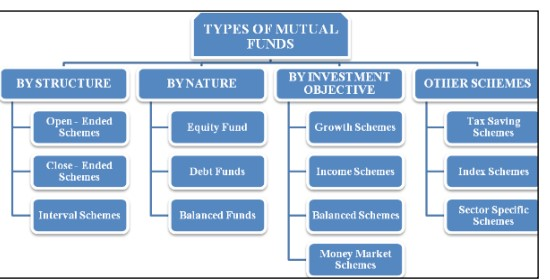 TYPES OF MUTUAL
FUNDS
BY STRUCTURE
Open - Ended
Schemes
Close - Ended
Schemes
Interval Schemes
BY NATURE
Equity Fund
Debt Funds
Balanced Funds
BY INVESTMENT
OBJECTIVE
Growth Schemes
Income Schemes
Balanced Schemes
Money Market
Schemes
OTHER SCHEMES
Tax Saving
Schemes
Index Schemes
Sector Specific
Schemes